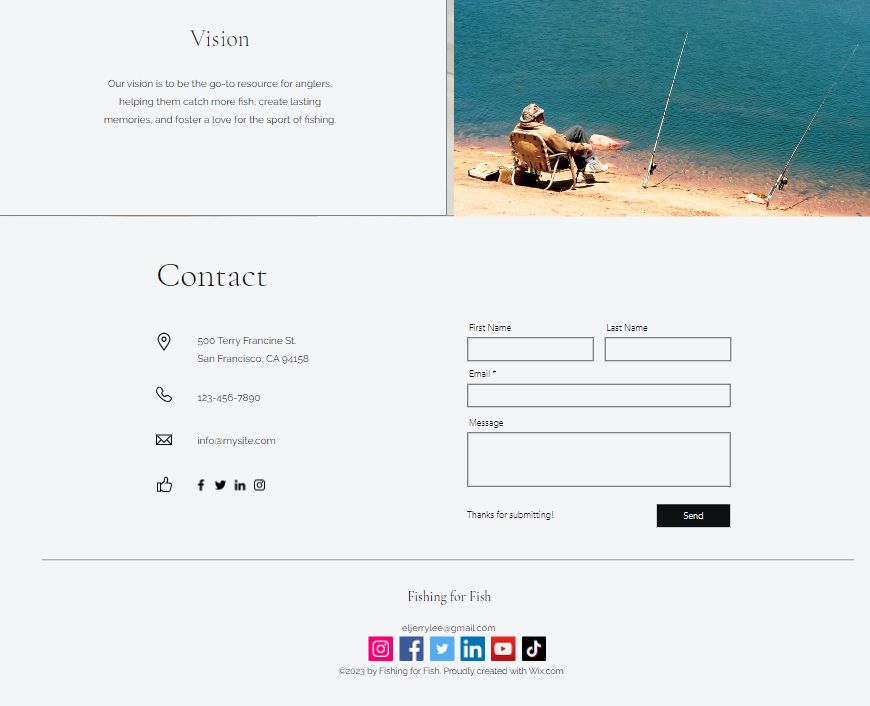 Vision
Our vision is to be the go-to resource for anglers,
helping them catch more fish, create lasting
memories, and foster a love for the sport of fishing.
Contact
500 Terry Francine St.
San Francisco, CA 94158
123-456-7890
info@mysite.com
First Name Last Name
Email *
Message
Thanks for submitting! Send
Fishing for Fish
eljerrylee@gmail.com
©2023 by Fishing for Fish. Proudly created with Wix.com